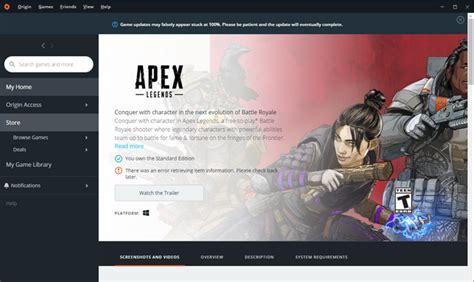 Origin Games Friends View Help
Game updates may falsely appear stuck at 100%. Please be patient and the update will eventually complete.
Search games and more
My Home
Origin Access
Store
Browse Games
Deals
My Game Library
Notifications
Help
APEX
LEGENDS
Conquer with character in the next evolution of Battle Royale
Conquer with character in Apex Legends, a free-to-play* Battle
Royale shooter where legendary characters with powerful abilities
team up to battle for fame & fortune on the fringes of the Frontier.
Read more
You own the Standard Edition
There was an error retrieving item information. Please check back
later.
Watch the Trailer
PLATFORM:
TEEN
T
ESRB
SCREENSHOTS AND VIDEOS OVERVIEW DESCRIPTION SYSTEM REQUIREMENTS